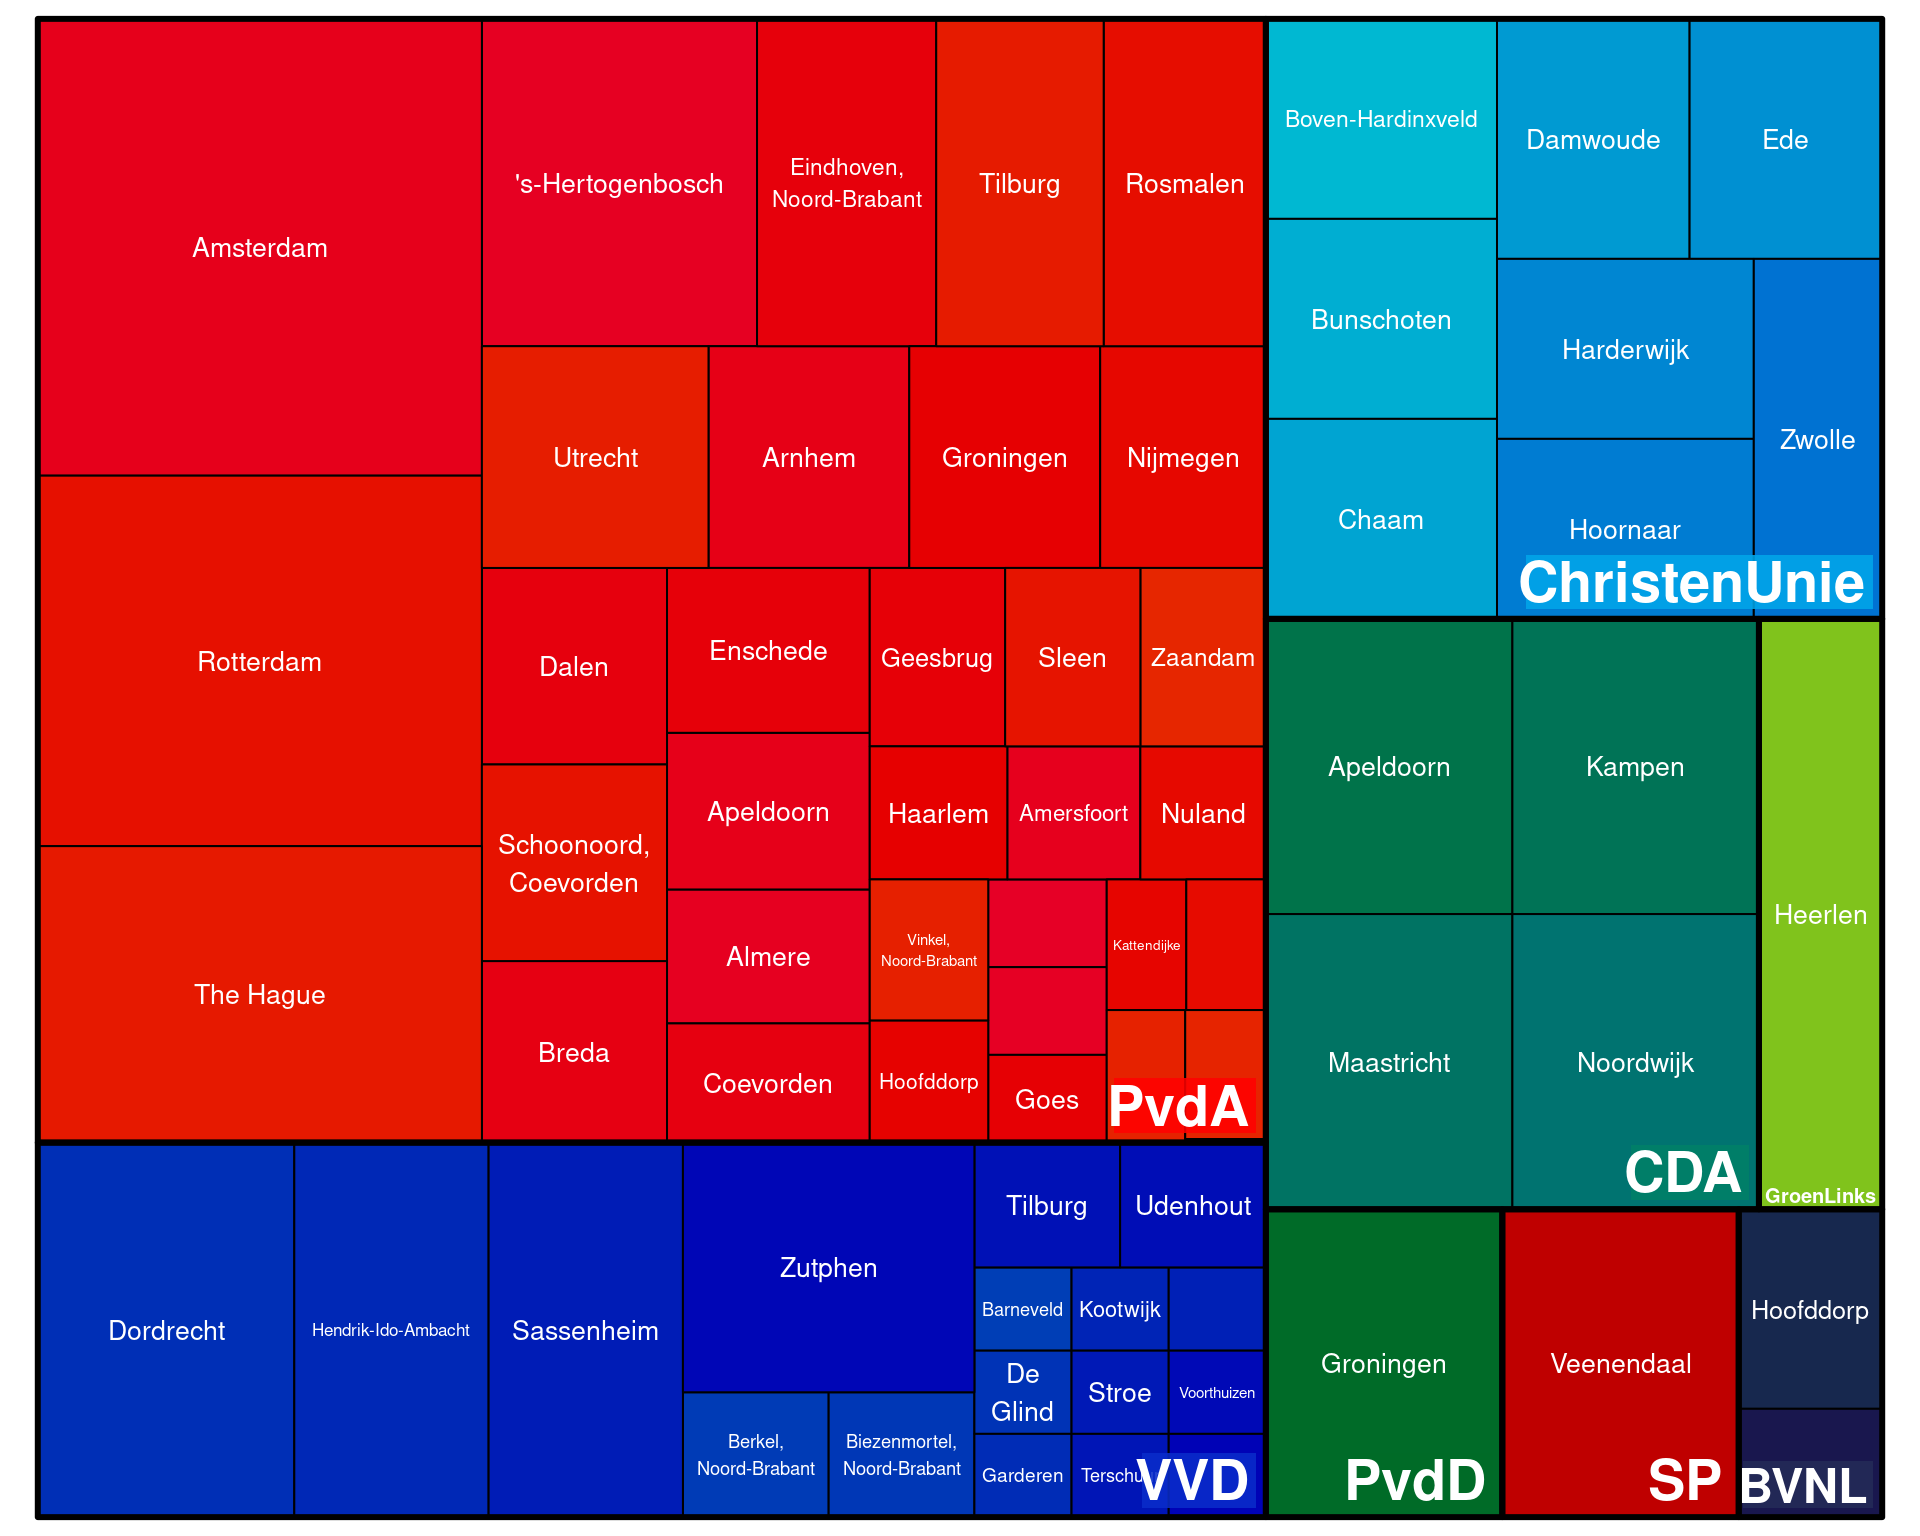 Amsterdam
Rotterdam
The Hague
's-Hertogenbosch
Eindhoven,
Noord-Brabant
Tilburg
Rosmalen
Utrecht
Arnhem
Groningen
Nijmegen
Dalen
Schoonoord,
Coevorden
Breda
Enschede
Apeldoorn
Almere
Coevorden
Geesbrug
Sleen
Zaandam
Haarlem
Amersfoort
Nuland
Vinkel,
Noord-Brabant
Hoofddorp
Goes
Kattendijke
PvdA
Dordrecht
Hendrik-Ido-Ambacht
Sassenheim
Zutphen
Berkel,
Noord-Brabant
Biezenmortel,
Noord-Brabant
Tilburg
Udenhout
Barneveld
Kootwijk
De
Glind
Stroe
Voorthuizen
Garderen
VVD
Boven-Hardinxveld
Bunschoten
Chaam
Damwoude
Ede
Harderwijk
Hoornaar
Zwolle
ChristenUnie
Apeldoorn
Kampen
Maastricht
Noordwijk
CDA
Heerlen
GroenLinks
Groningen
PvdD
Veenendaal
SP
Hoofddorp
BVNL